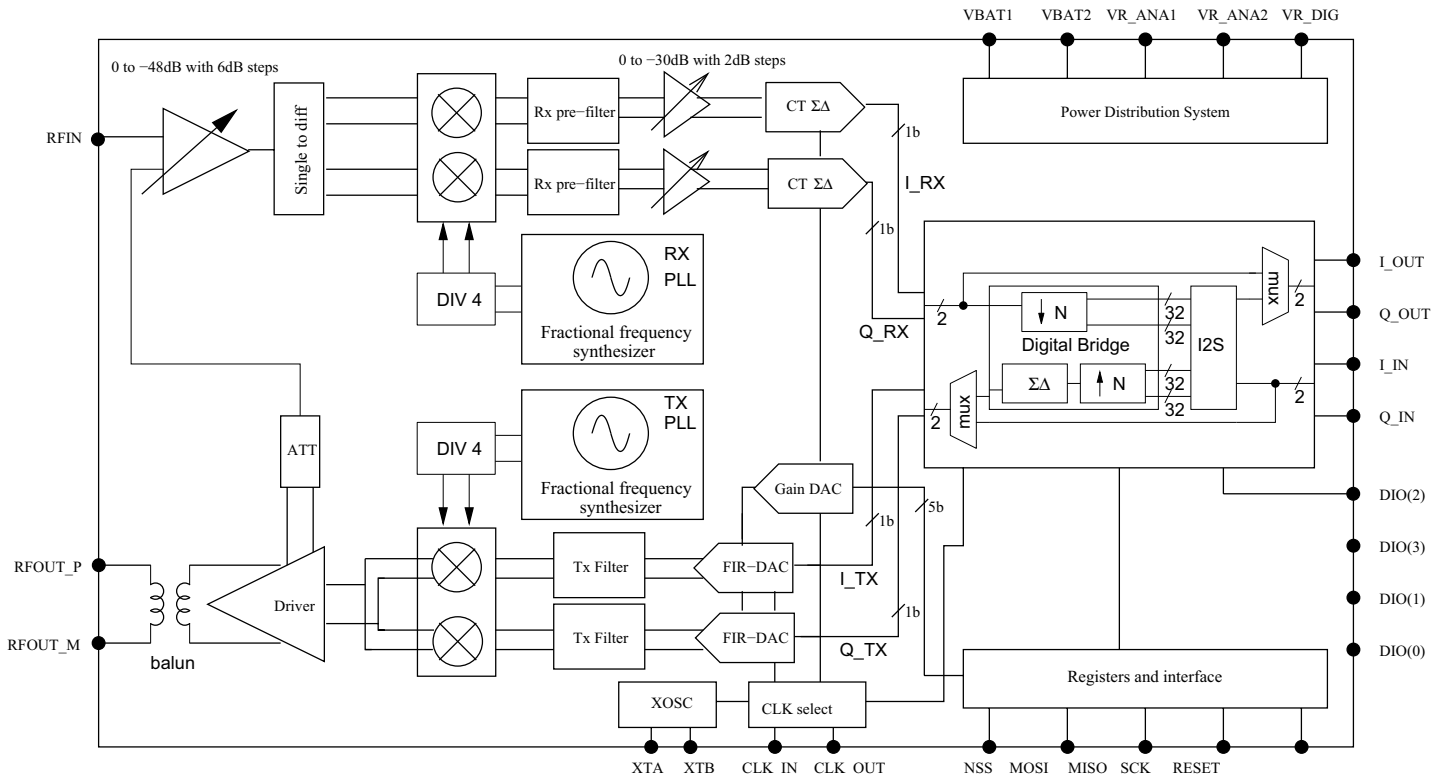 VBAT1 VBAT2 VR_ANA1 VR_ANA2 VR_DIG
0 to −48dB with 6dB steps
0 to −30dB with 2dB steps
RFIN
Single to diff
Rx pre−filter
CT ΣΔ
1b
Power Distribution System
Rx pre−filter
CT ΣΔ
I_RX
1b
RX
PLL
DIV 4
Fractional frequency
synthesizer
Q_RX
2
N
32
32
Digital Bridge
I2S
mux
2
I_OUT
Q_OUT
I_IN
Q_IN
ΣΔ
N
32
32
mux
2
2
TX
PLL
DIV 4
Fractional frequency
synthesizer
ATT
Gain DAC
5b
1b
DIO(2)
DIO(3)
DIO(1)
DIO(0)
RFOUT_P
RFOUT_M
balun
Driver
Tx Filter
FIR−DAC
I_TX
Tx Filter
FIR−DAC
1b
Q_TX
XOSC
CLK select
Registers and interface
XTA XTB CLK_IN CLK_OUT NSS MOSI MISO SCK RESET